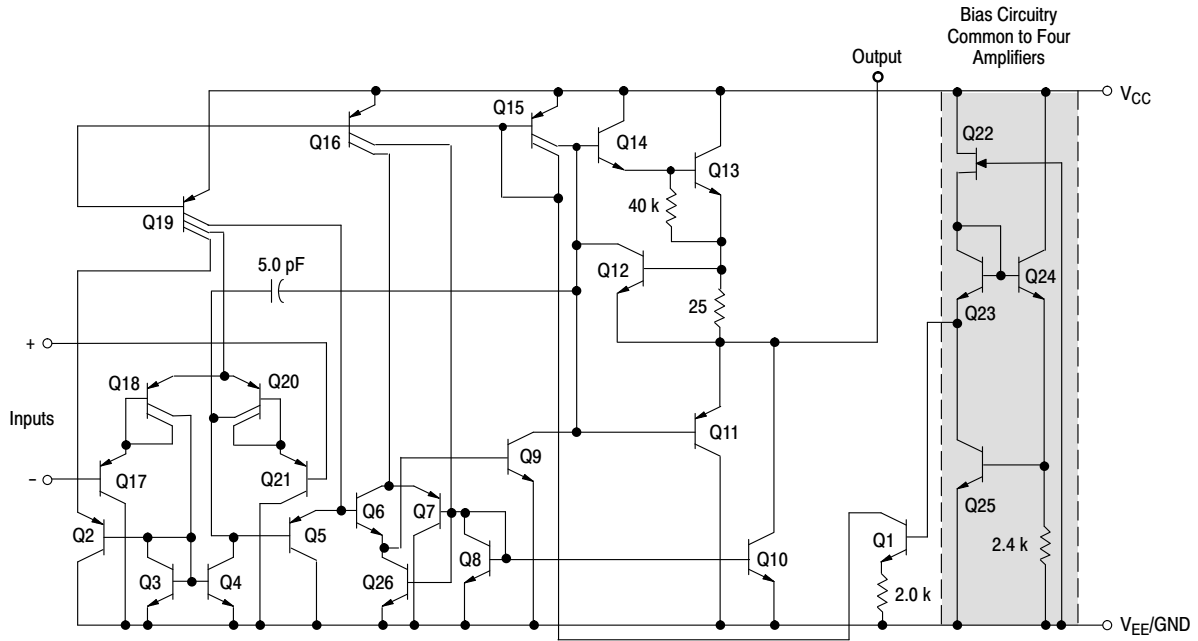 Bias Circuitry
Common to Four
Amplifiers
Output
Q15
VCC
Q22
Q16
Q14
Q13
40 k
Q19
5.0 pF
Q12
Q24
25
Q23
+
Q18
Q20
Inputs
Q11
Q9
−
Q17
Q21
Q25
Q6
Q7
Q2
Q5
Q1
Q8
Q10
2.4 k
Q3
Q4
Q26
2.0 k
VEE/GND